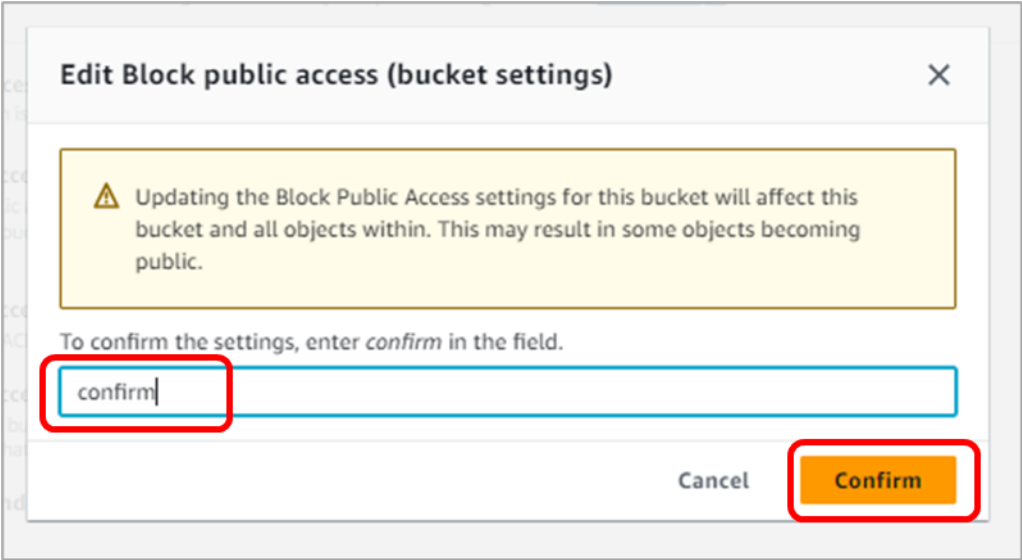 Edit Block public access (bucket settings)
Updating the Block Public Access settings for this bucket will affect this
bucket and all objects within. This may result in some objects becoming
public.
To confirm the settings, enter confirm in the field.
confirm
Cancel
Confirm